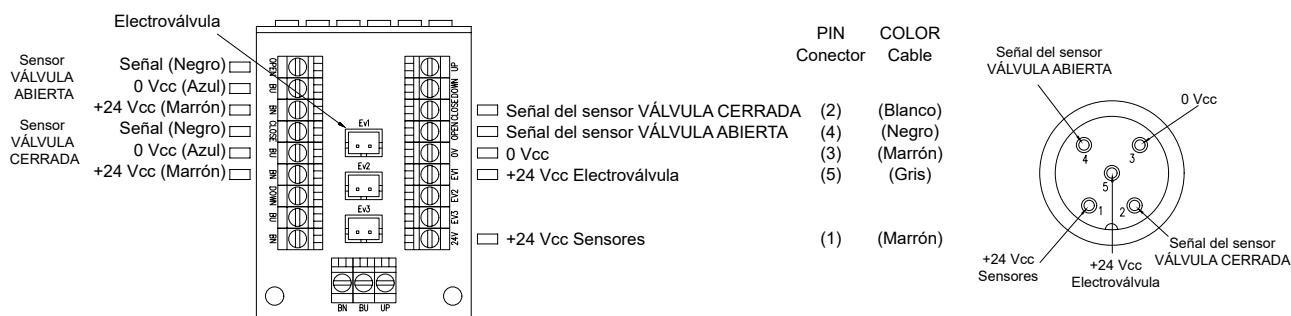 Electroválvula
Sensor
VÁLVULA
ABIERTA
Señal (Negro)
0 Vcc (Azul)
+24 Vcc (Marrón)
Sensor
VÁLVULA
CERRADA
Señal (Negro)
0 Vcc (Azul)
+24 Vcc (Marrón)
OPEN
BU
BN
CLOSE
BU
BN
DOWN
BU
BN
Ev1
Ev2
Ev3
BN BU UP
UP
DOWN
CLOSE
OPEN
0V
EV1
EV2
EV3
24V
PIN COLOR
Conector Cable
Señal del sensor VÁLVULA CERRADA (2) (Blanco)
Señal del sensor VÁLVULA ABIERTA (4) (Negro)
0 Vcc (3) (Marrón)
+24 Vcc Electroválvula (5) (Gris)
+24 Vcc Sensores (1) (Marrón)
Señal del sensor
VÁLVULA ABIERTA
0 Vcc
4 3
5
1 2
Señal del sensor
VÁLVULA CERRADA
+24 Vcc
Sensores
+24 Vcc
Electroválvula